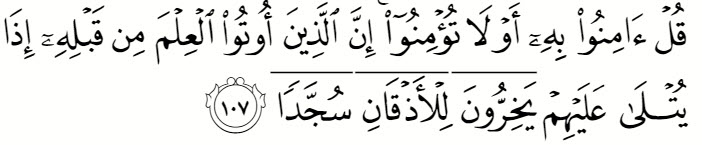 قُلْ ءَامِنُوا۟ بِهِۦٓ أَوْ لَا تُؤْمِنُوٓا۟ ۚ إِنَّ ٱلَّذِينَ أُوتُوا۟ ٱلْعِلْمَ مِن قَبْلِهِۦٓ إِذَا
يُتْلَىٰ عَلَيْهِمْ يَخِرُّونَ لِلْأَذْقَانِ سُجَّدًا ١٠٧